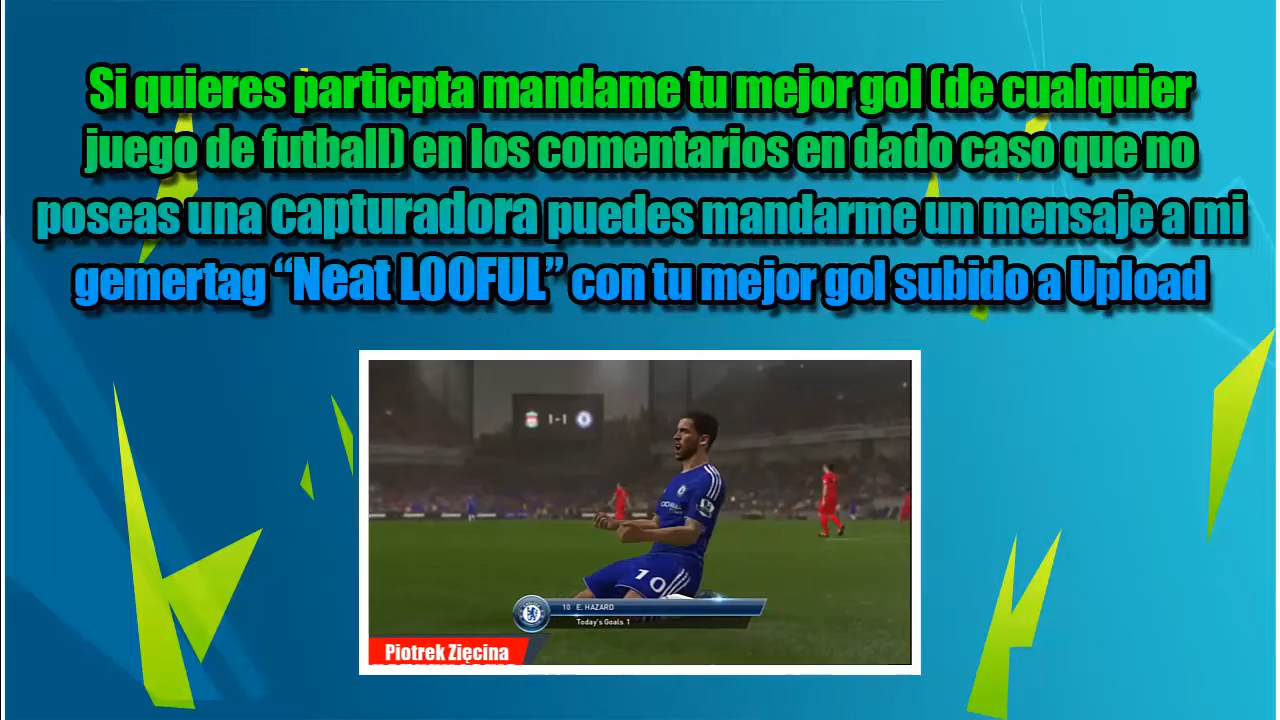 Si quieres particpta mandame tu mejor gol (de cualquier
juego de futball) en los comentarios en dado caso que no
poseas una capturadora puedes mandarme un mensaje a mi
gemertag “Neat LOOFUL” con tu mejor gol subido a Upload
1-1
10
10 E. HAZARD
Today's Goals 1
Piotrek Zięcina